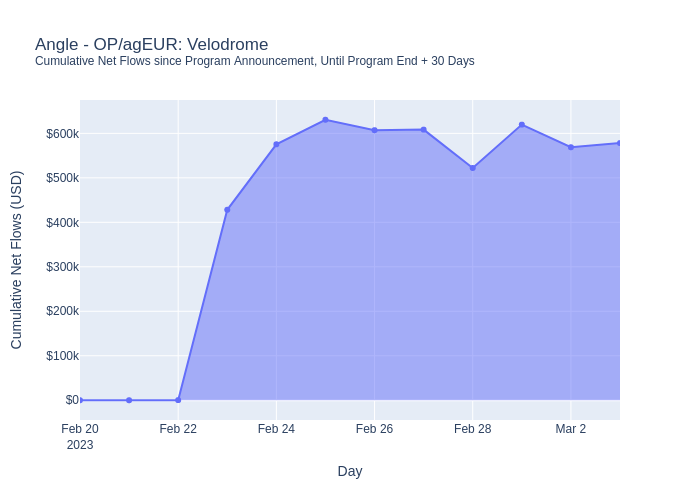 Angle - OP/agEUR: Velodrome
Cumulative Net Flows since Program Announcement, Until Program End + 30 Days
Cumulative Net Flows (USD)
$600k
$500k
$400k
$300k
$200k
$100k
$0
Feb 20 Feb 22 Feb 24 Feb 26 Feb 28 Mar 2
2023
Day